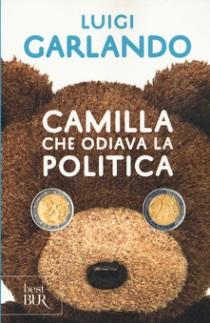 LUIGI
GARLANDO
CAMILLA
CHE ODIAVA LA
POLITICA
best
BUR